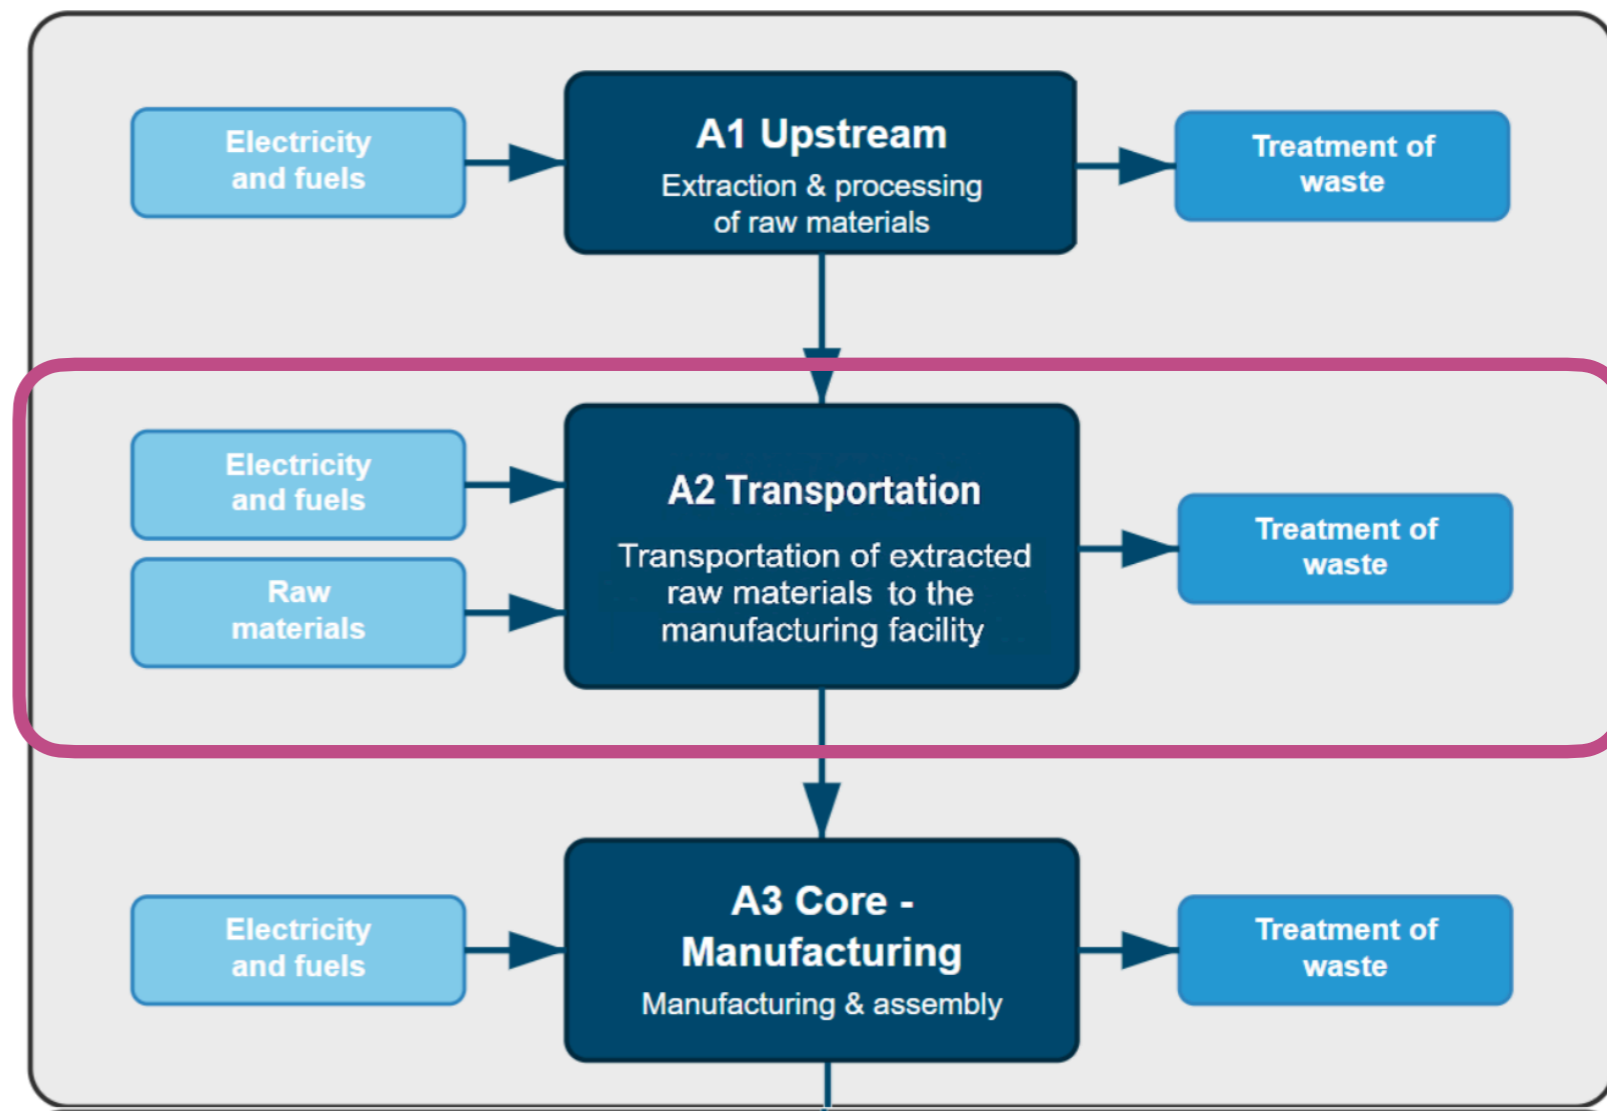 Electricity
and fuels
A1 Upstream
Extraction & processing
of raw materials
Treatment of
waste
Electricity
and fuels
Raw
materials
A2 Transportation
Transportation of extracted
raw materials to the
manufacturing facility
Treatment of
waste
Electricity
and fuels
A3 Core -
Manufacturing
Manufacturing & assembly
Treatment of
waste